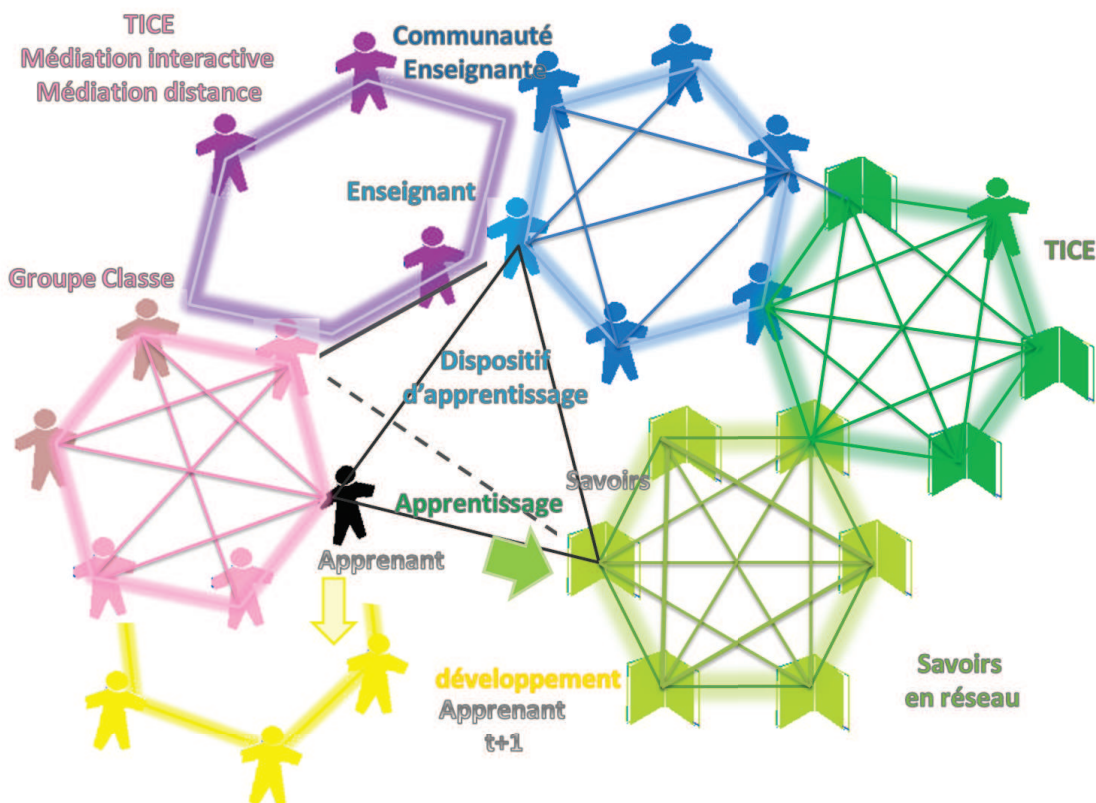 TICE
Médiation interactive
Médiation distance
Communauté
Enseignante
Enseignant
TICE
Groupe Classe
Dispositif
d'apprentissage
Savoirs
Apprentissage
Apprenant
développement
Apprenant
t+1
Savoirs
en réseau